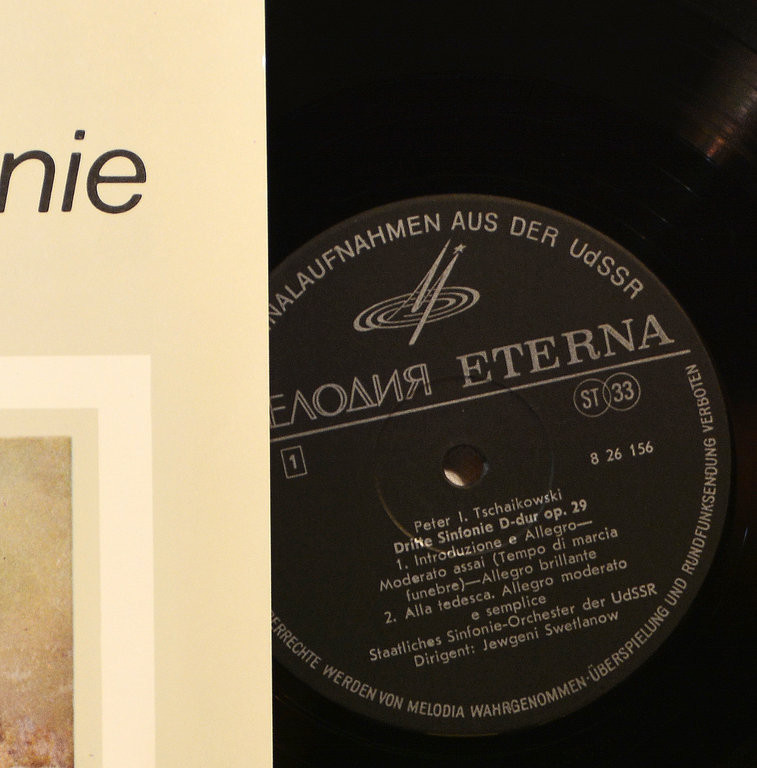 nie
NALAUFNAHMEN AUS DER UdSSR
ЕЛОДИЯ ETERNA
ST 33
1
8 26 156
Peter I. Tschaikowski
Dritte Sinfonie D-dur op. 29
1. Introduzione e Allegro—
Moderato assai (Tempo di marcia
funebre)—Allegro brillante
2. Alla tedesca. Allegro moderato
e semplice
Staatliches Sinfonie-Orchester der UdSSR
Dirigent: Jewgeni Swetlanow
ERRECHTE WERDEN VON MELODIA WAHRGENOMMEN-ÜBERSPIELUNG UND RUNDFUNKSENDUNG VERBOTEN